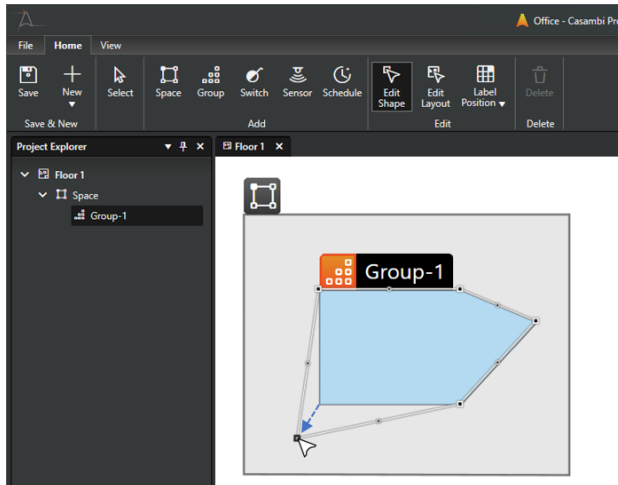 Office - Casambi Pr
File Home View
Save New Select Space Group Switch Sensor Schedule Edit Shape Edit Layout Label Position Delete
Save & New Add Edit Delete
Project Explorer Floor 1
Floor 1
Space
Group-1
Group-1